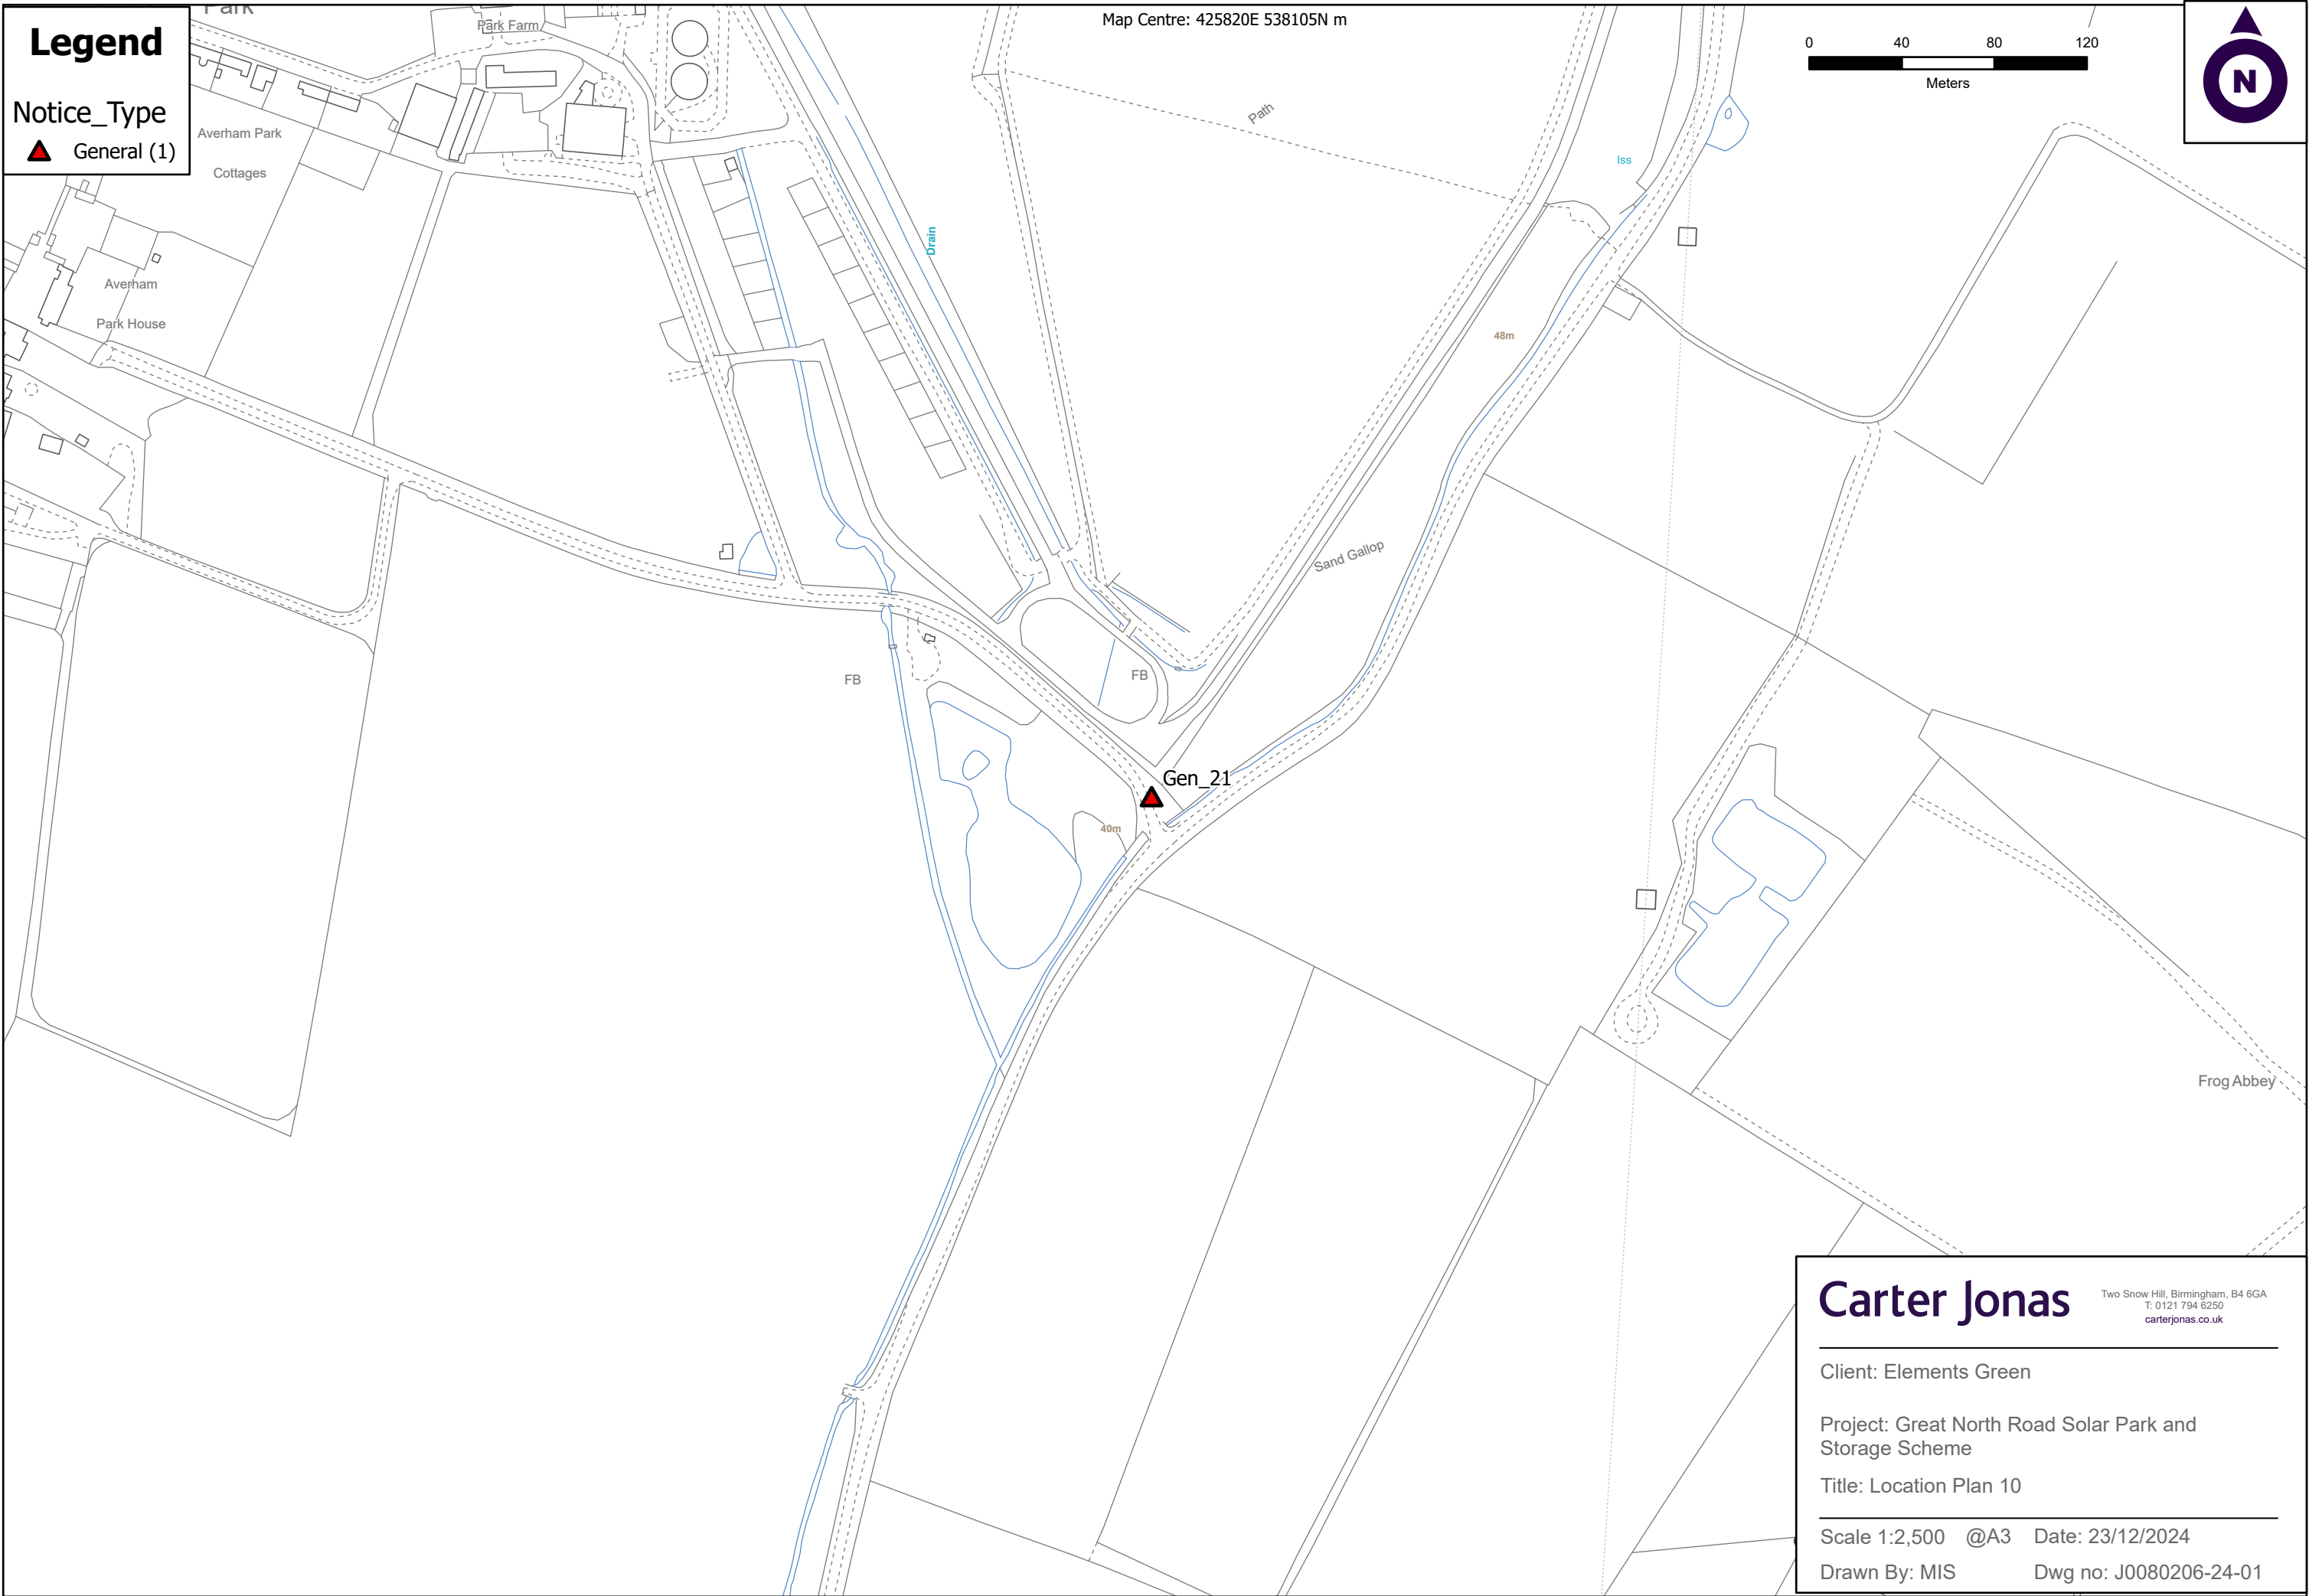 Park
Legend
Notice_Type
General (1)
Park Farm
Map Centre: 425820E 538105N m
0 40 80 120
Meters
N
Averham Park
Cottages
Path
Iss
Drain
Averham
Park House
48m
Sand Gallop
FB
FB
Gen_21
40m
Frog Abbey
Carter Jonas
Two Snow Hill, Birmingham, B4 6GA
T: 0121 794 6250
carterjonas.co.uk
Client: Elements Green
Project: Great North Road Solar Park and
Storage Scheme
Title: Location Plan 10
Scale 1:2,500 @A3 Date: 23/12/2024
Drawn By: MIS Dwg no: J0080206-24-01